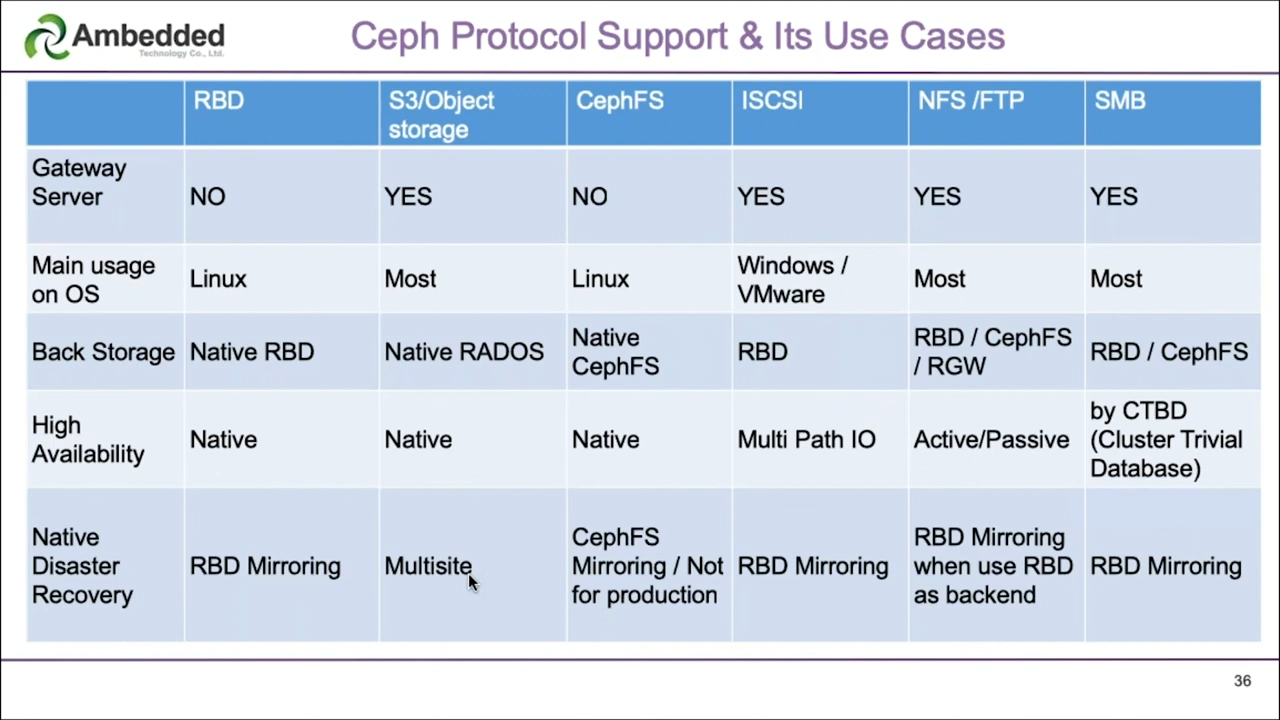 Ambedded
Technology Co., Ltd.
Ceph Protocol Support & Its Use Cases
RBD
S3/Object
storage
CephFS
ISCSI
NFS /FTP
SMB
Gateway
Server
NO
YES
NO
YES
YES
YES
Main usage
on OS
Linux
Most
Linux
Windows /
VMware
Most
Most
Back Storage
Native RBD
Native RADOS
Native
CephFS
RBD
RBD / CephFS
/ RGW
RBD / CephFS
High
Availability
Native
Native
Native
Multi Path IO
Active/Passive
by CTBD
(Cluster Trivial
Database)
Native
Disaster
Recovery
RBD Mirroring
Multisite
CephFS
Mirroring / Not
for production
RBD Mirroring
RBD Mirroring
when use RBD
as backend
RBD Mirroring
36